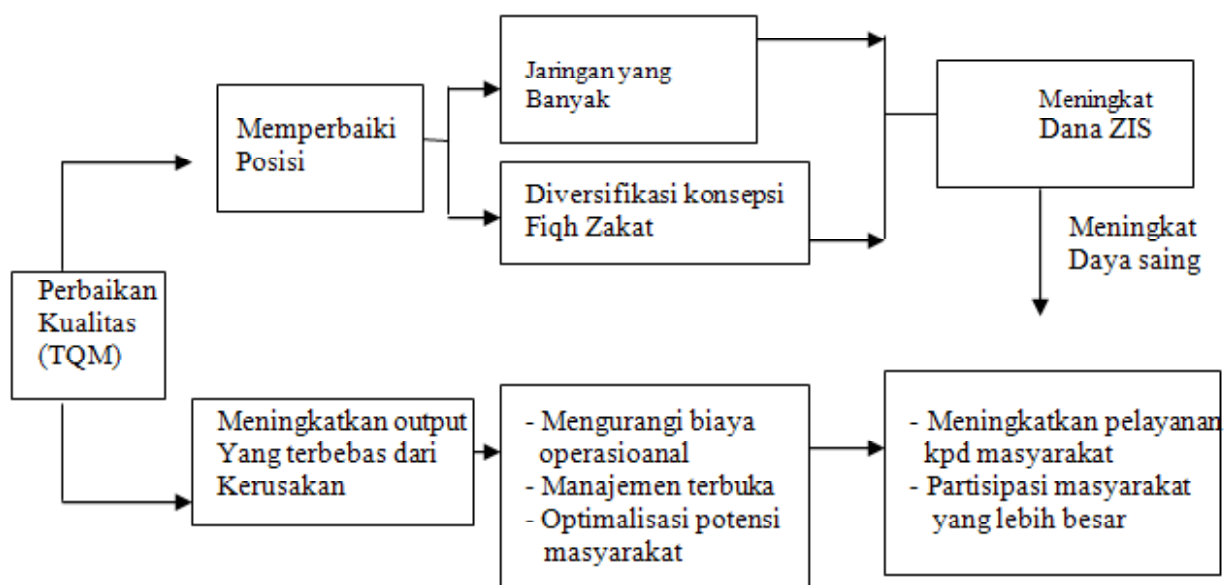 Perbaikan
Kualitas
(TQM)
Memperbaiki
Posisi
Jaringan yang
Banyak
Diversifikasi konsepsi
Fiqh Zakat
Meningkat
Dana ZIS
Meningkat
Daya saing
Meningkatkan output
Yang terbebas dari
Kerusakan
- Mengurangi biaya
operasioanal
- Manajemen terbuka
- Optimalisasi potensi
masyarakat
- Meningkatkan pelayanan
kpd masyarakat
- Partisipasi masyarakat
yang lebih besar